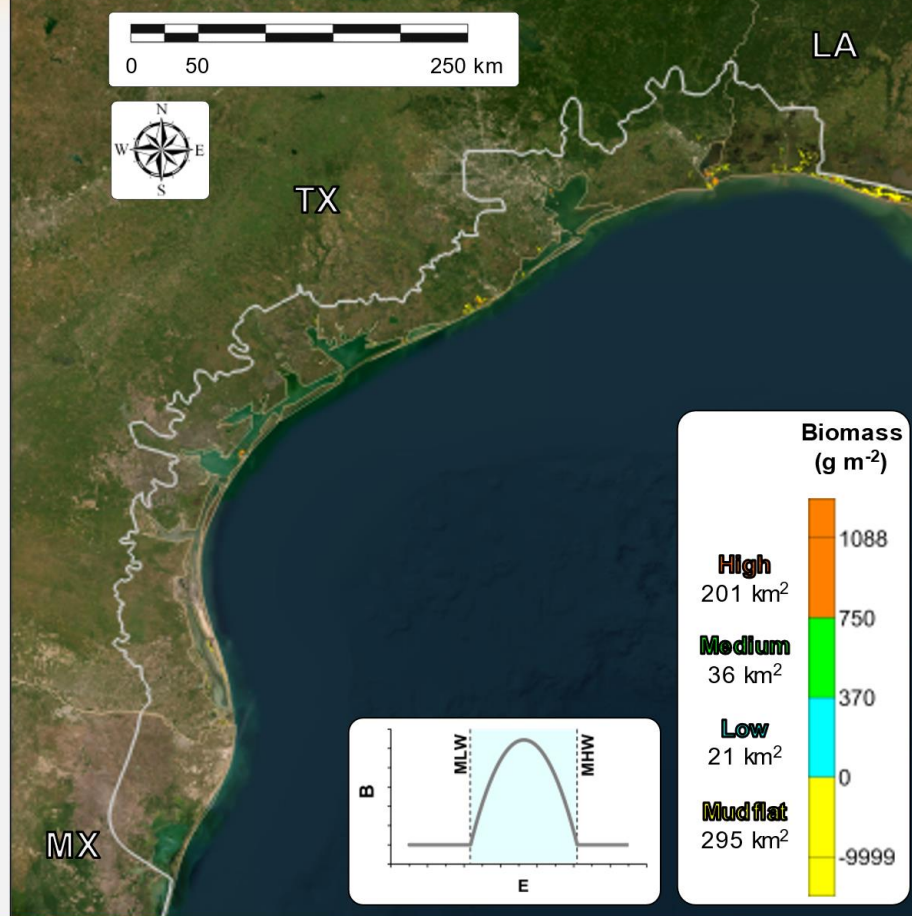 0 50 250 km
N
W E
S
LA
TX
MX
Biomass
(g m-2)
1088
High
201 km2
750
Medium
36 km2
370
Low
21 km2
0
Mudflat
295 km2
-9999
B
MLW
MHW
E